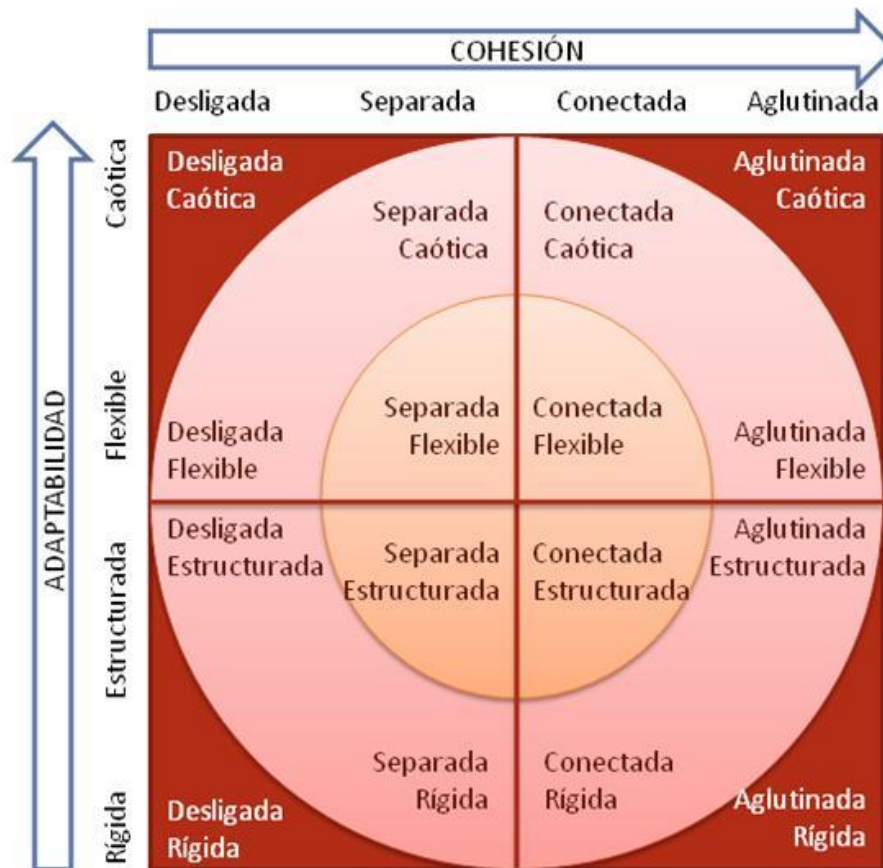 COHESIÓN
Desligada Separada Conectada Aglutinada
ADAPTABILIDAD
Caótica
Flexible
Estructurada
Rígida
Desligada
Caótica
Aglutinada
Caótica
Separada
Caótica
Conectada
Caótica
Desligada
Flexible
Separada
Flexible
Conectada
Flexible
Aglutinada
Flexible
Desligada
Estructurada
Separada
Estructurada
Conectada
Estructurada
Aglutinada
Estructurada
Separada
Rígida
Conectada
Rígida
Desligada
Rígida
Aglutinada
Rígida